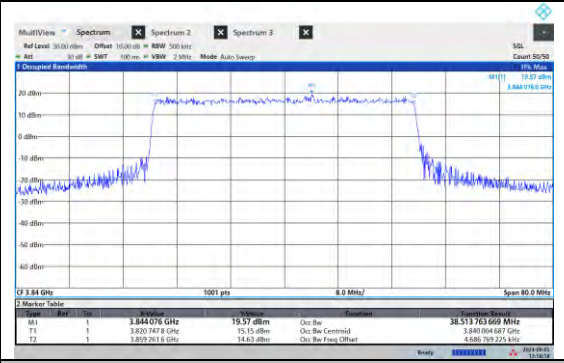 MultiView Spectrum X Spectrum 2 X Spectrum 3 X
Ref Level 30.00 dBm Offset 10.00 dB RBW 500 kHz SGL
Att 30 dB SWT 100 ms VBW 2 MHz Mode Auto Sweep Count 50/50
1 Occupied Bandwidth 1Pk Max
M1[1] 19.57 dBm
3.844 076 0 GHz
20 dBm
M1
T1
10 dBm
0 dBm
-10 dBm
-20 dBm
-30 dBm
-40 dBm
-50 dBm
-60 dBm
CF 3.84 GHz 1001 pts 8.0 MHz/ Span 80.0 MHz
2 Marker Table
Type Ref Trc X-Value Y-Value Function Function Result
M1 1 3.844 076 GHz 19.57 dBm Occ Bw 38.513 763 669 MHz
T1 1 3.820 747 8 GHz 15.15 dBm Occ Bw Centroid 3.840 004 687 GHz
T2 1 3.859 261 6 GHz 14.63 dBm Occ Bw Freq Offset 4.686 769 225 kHz
Ready